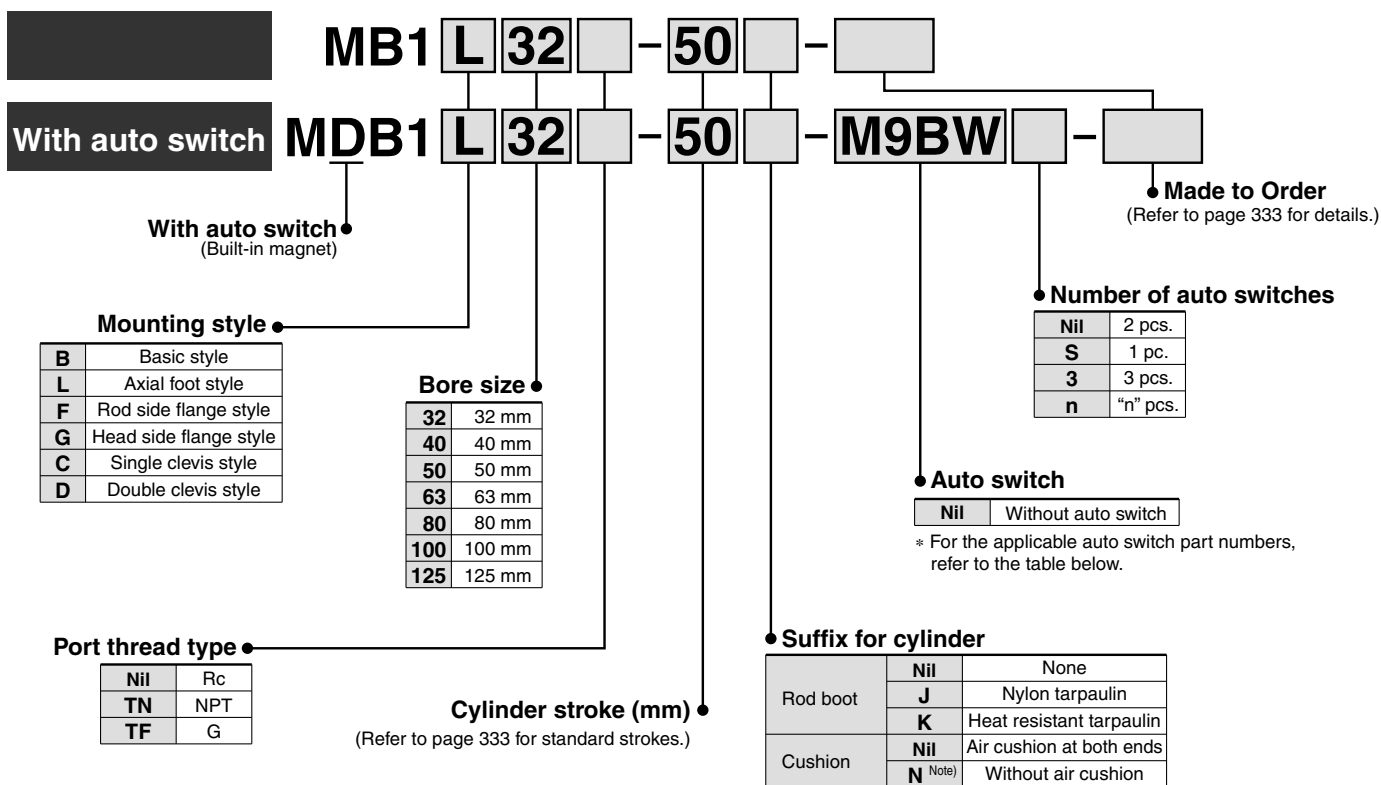 MB1 L 32 - 50 -
With auto switch MDB1 L 32 - 50 - M9BW -
Made to Order
(Refer to page 333 for details.)
With auto switch
(Built-in magnet)
Number of auto switches
Nil 2 pcs.
S 1 pc.
3 3 pcs.
n “n” pcs.
Mounting style
B Basic style
L Axial foot style
F Rod side flange style
G Head side flange style
C Single clevis style
D Double clevis style
Bore size
32 32 mm
40 40 mm
50 50 mm
63 63 mm
80 80 mm
100 100 mm
125 125 mm
Auto switch
Nil Without auto switch
* For the applicable auto switch part numbers,
refer to the table below.
Port thread type
Nil Rc
TN NPT
TF G
Cylinder stroke (mm)
(Refer to page 333 for standard strokes.)
Suffix for cylinder
Rod boot
Nil None
J Nylon tarpaulin
K Heat resistant tarpaulin
Cushion
Nil Air cushion at both ends
N Note) Without air cushion